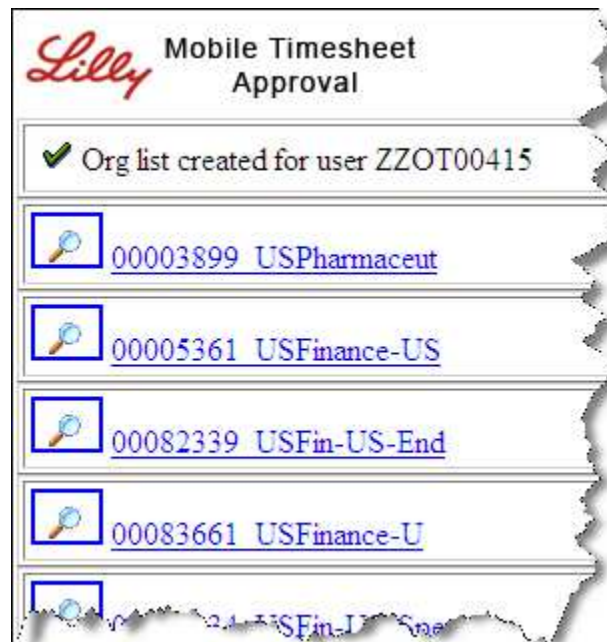 Lilly Mobile Timesheet
Approval
Org list created for user ZZOT00415
00003899 USPharmaceut
00005361 USFinance-US
00082339 USFin-US-End
00083661 USFinance-U